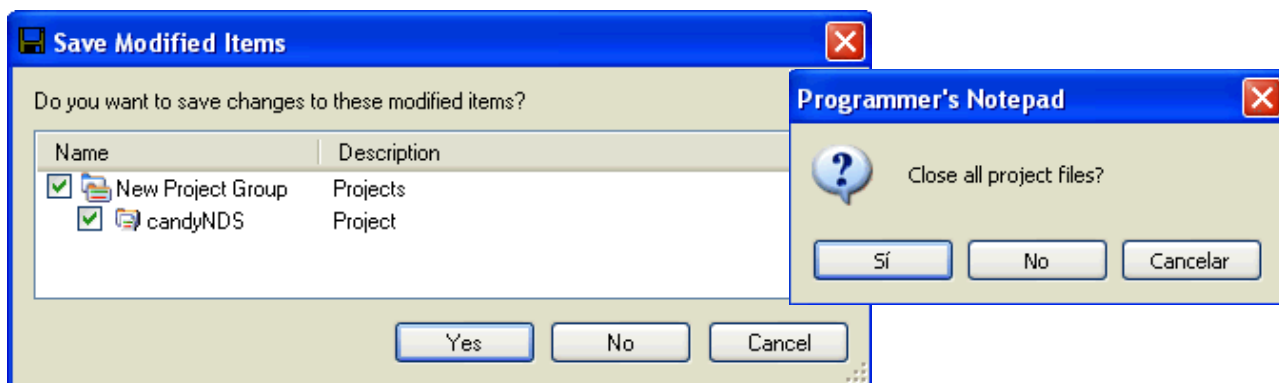 Save Modified Items
Do you want to save changes to these modified items?
Name Description
New Project Group Projects
candyNDS Project
Yes No Cancel
Programmer's Notepad
Close all project files?
Sí No Cancelar